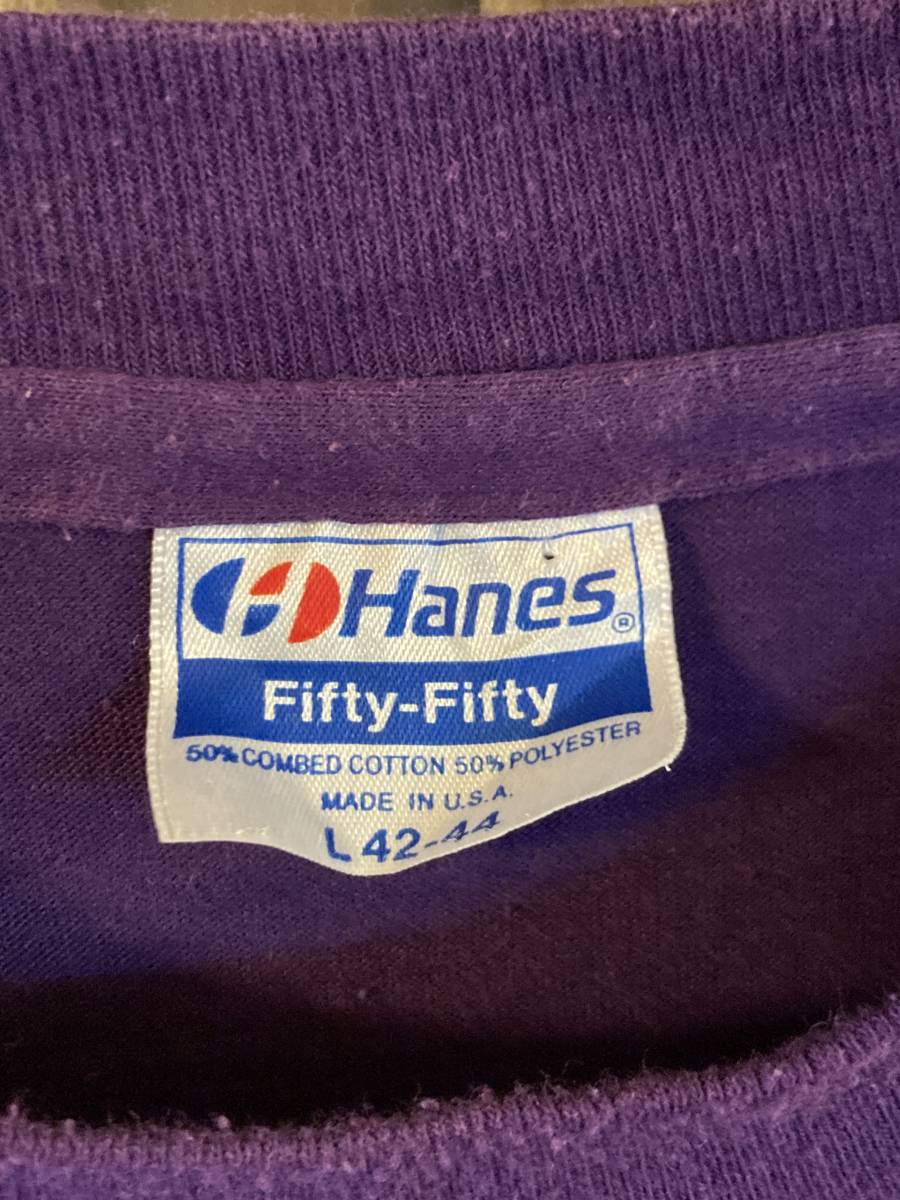 Hanes®
Fifty-Fifty
50% COMBED COTTON 50% POLYESTER
MADE IN U.S.A.
L 42-44